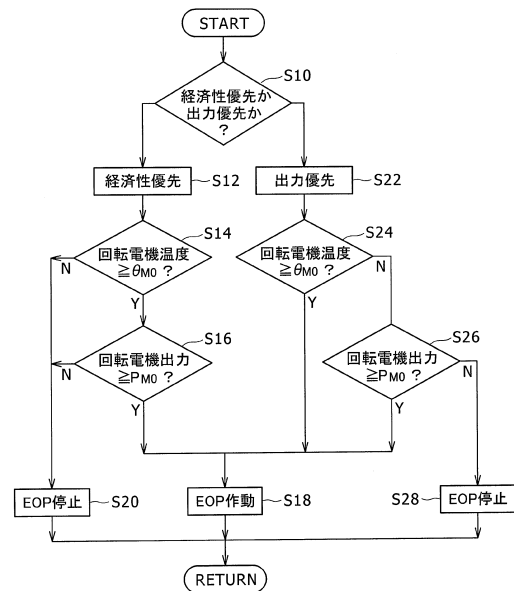 START
S10
経済性優先か
出力優先か
?
経済性優先
S12
出力優先
S22
S14
回転電機温度
≧θM0 ?
N
Y
S24
回転電機温度
≧θM0 ?
N
Y
S16
回転電機出力
≧PM0 ?
N
Y
S26
回転電機出力
≧PM0 ?
N
Y
EOP停止
S20
EOP作動
S18
S28
EOP停止
RETURN